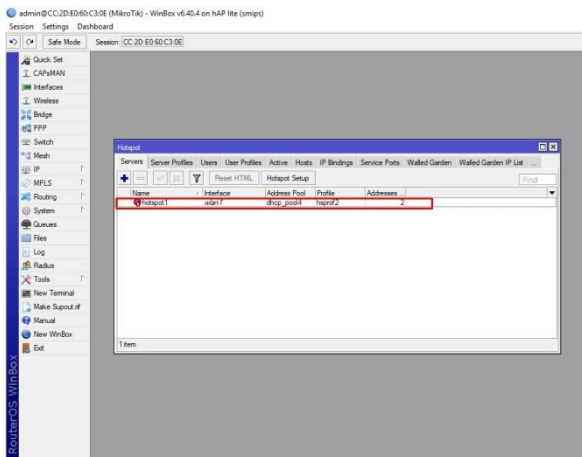 admin@CC:2D:E0:60:C3:0E (MikroTik) - WinBox v6.40.4 on hAP lite (smips)
Session Settings Dashboard
Safe Mode Session: CC:2D:E0:60:C3:0E
Quick Set
CAPsMAN
Interfaces
Wireless
Bridge
PPP
Switch
Mesh
IP
MPLS
Routing
System
Queues
Files
Log
Radius
Tools
New Terminal
Make Supout.rif
Manual
New WinBox
Exit
RouterOS WinBox
Hotspot
Servers Server Profiles Users User Profiles Active Hosts IP Bindings Service Ports Walled Garden Walled Garden IP List ...
Reset HTML Hotspot Setup Find
Name Interface Address Pool Profile Addresses ...
hotspot1 wlan1 dhcp_pool4 hsprof2 2
1 item